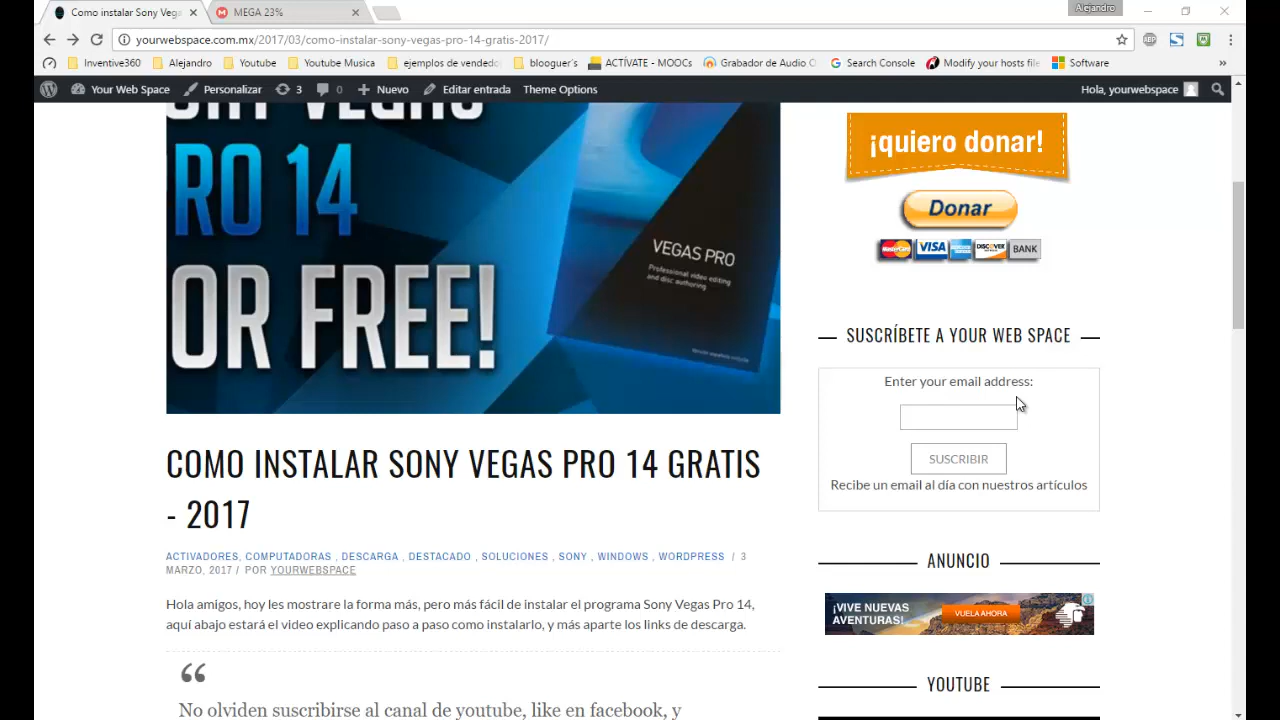 Como instalar Sony Vega
MEGA 23%
Alejandro
yourwebspace.com.mx/2017/03/como-instalar-sony-vegas-pro-14-gratis-2017/
ABP
Inventive360
Alejandro
Youtube
Youtube Musica
ejemplos de vended
blooguer´s
ACTÍVATE - MOOCs
Grabador de Audio O
Search Console
Modify your hosts fil
Software
Your Web Space
Personalizar
3
0
Nuevo
Editar entrada
Theme Options
Hola, yourwebspace
RO 14
OR FREE!
VEGAS PRO
Professional video editing
and disc authoring
¡quiero donar!
Donar
MasterCard VISA DISCOVER BANK
SUSCRÍBETE A YOUR WEB SPACE
Enter your email address:
SUSCRIBIR
Recibe un email al día con nuestros artículos
COMO INSTALAR SONY VEGAS PRO 14 GRATIS
- 2017
ACTIVADORES, COMPUTADORAS , DESCARGA , DESTACADO , SOLUCIONES , SONY , WINDOWS , WORDPRESS / 3
MARZO, 2017 / POR YOURWEBSPACE
Hola amigos, hoy les mostrare la forma más, pero más fácil de instalar el programa Sony Vegas Pro 14,
aquí abajo estará el video explicando paso a paso como instalarlo, y más aparte los links de descarga.
“
No olviden suscribirse al canal de youtube, like en facebook, y
ANUNCIO
¡VIVE NUEVAS
AVENTURAS!
VUELA AHORA
YOUTUBE